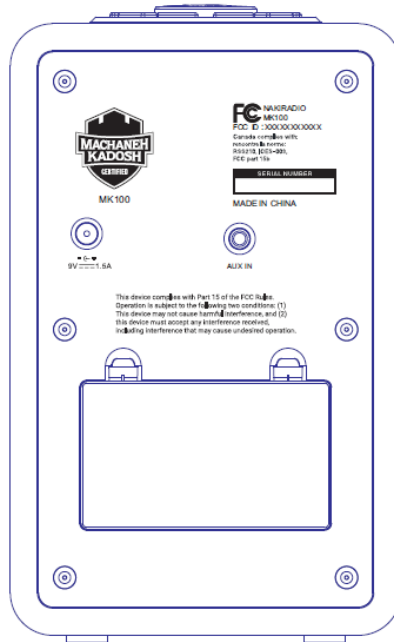 MACHANEH
KADOSH
CERTIFIED
MK100
FC NAKIRADIO
MK100
FCC ID :XXXXXXXXXXXX
Canada complies with
rencontrelle norme:
RSS210, ICES-003,
FCC part 15b
SERIAL NUMBER
MADE IN CHINA
9V 1.5A
AUX IN
This device complies with Part 15 of the FCC Rules.
Operation is subject to the following two conditions: (1)
This device may not cause harmful interference, and (2)
this device must accept any interference received,
including interference that may cause undesired operation.